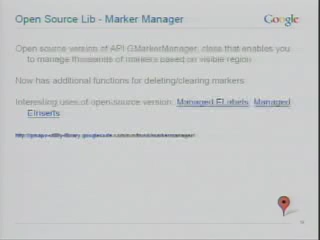 Open Source Lib - Marker Manager
Google
Open source version of API GMarkerManager, class that enables you
to manage thousands of markers based on visible region
Now has additional functions for deleting/clearing markers
Interesting uses of open source version: Managed ELabels, Managed
EInserts